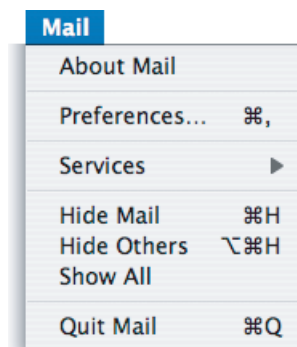 Mail
About Mail
Preferences... ⌘,
Services ▶
Hide Mail ⌘H
Hide Others ⌥⌘H
Show All
Quit Mail ⌘Q